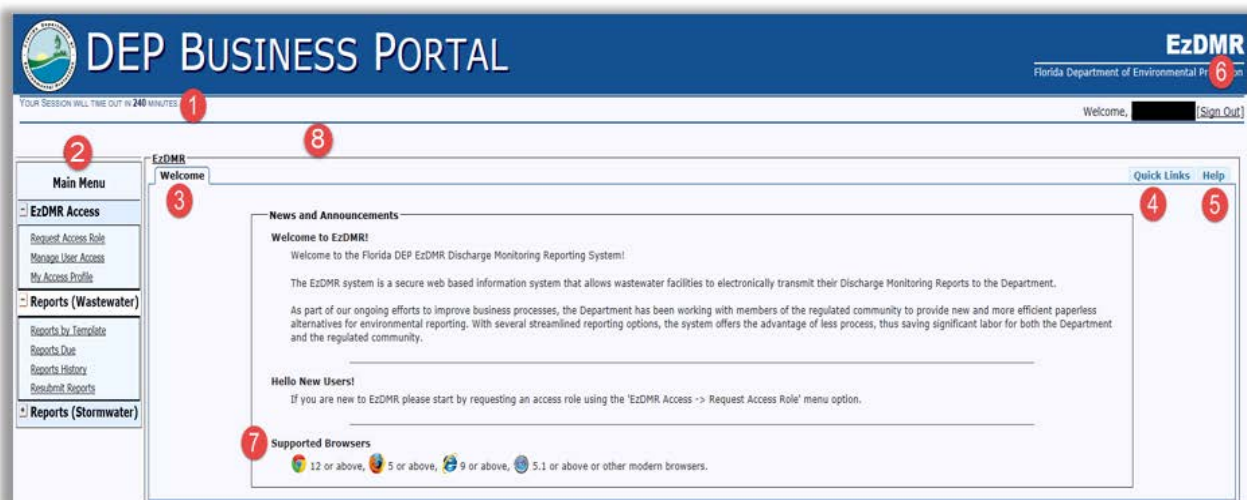 DEP BUSINESS PORTAL
EzDMR
Florida Department of Environmental Pr 6 on
YOUR SESSION WILL TIME OUT IN 240 MINUTES.
1
Welcome, [Sign Out]
8
2
Main Menu
EzDMR Access
Request Access Role
Manage User Access
My Access Profile
Reports (Wastewater)
Reports by Template
Reports Due
Reports History
Resubmit Reports
Reports (Stormwater)
EzDMR
Welcome
Quick Links Help
3
4
5
News and Announcements
Welcome to EzDMR!
Welcome to the Florida DEP EzDMR Discharge Monitoring Reporting System!
The EzDMR system is a secure web based information system that allows wastewater facilities to electronically transmit their Discharge Monitoring Reports to the Department.
As part of our ongoing efforts to improve business processes, the Department has been working with members of the regulated community to provide new and more efficient paperless
alternatives for environmental reporting. With several streamlined reporting options, the system offers the advantage of less process, thus saving significant labor for both the Department
and the regulated community.
Hello New Users!
If you are new to EzDMR please start by requesting an access role using the 'EzDMR Access -> Request Access Role' menu option.
7
Supported Browsers
12 or above, 5 or above, 9 or above, 5.1 or above or other modern browsers.